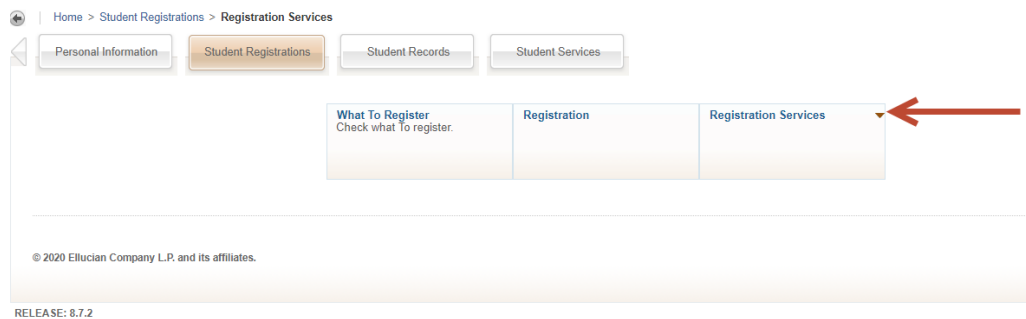 Home > Student Registrations > Registration Services
Personal Information Student Registrations Student Records Student Services
What To Register Registration Registration Services
Check what To register.
© 2020 Ellucian Company L.P. and its affiliates.
RELEASE: 8.7.2